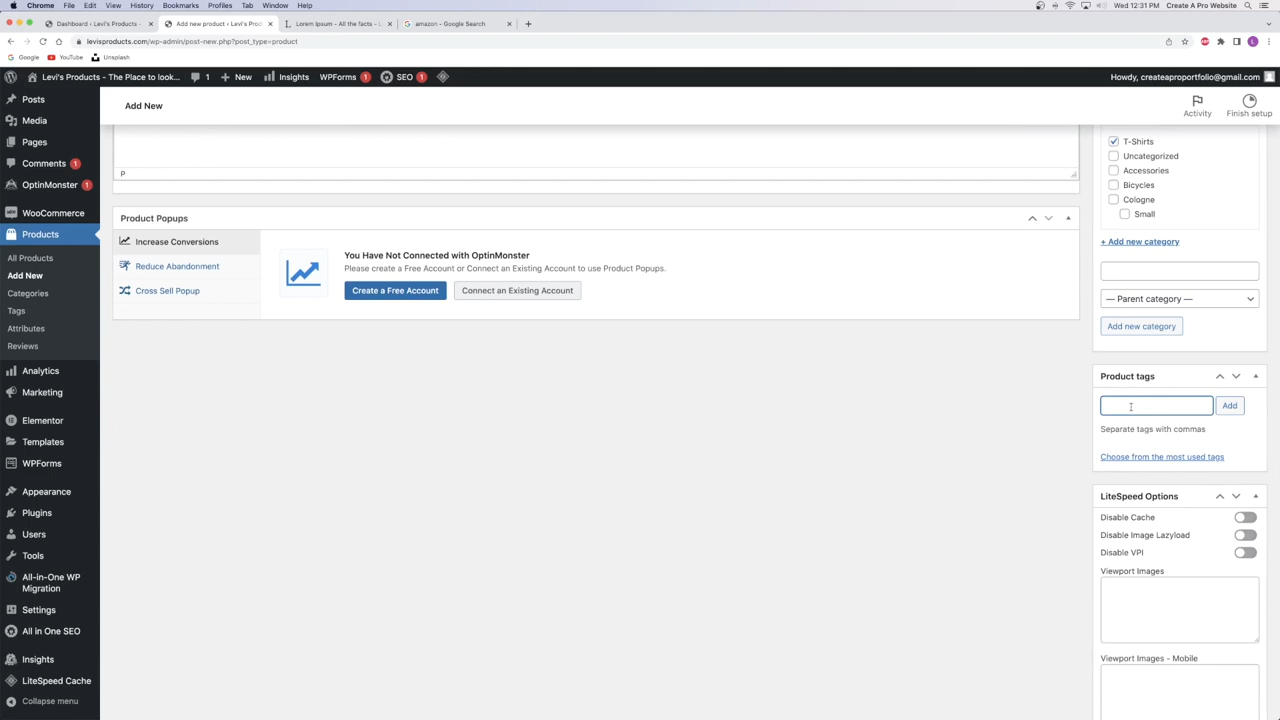 Chrome File Edit View History Bookmarks Profiles Tab Window Help
Wed 12:31 PM Create A Pro Website
Dashboard ‹ Levi's Products -
Add new product ‹ Levi's Prod
Lorem Ipsum - All the facts - L
amazon - Google Search
levisproducts.com/wp-admin/post-new.php?post_type=product
Google YouTube Unsplash
Levi's Products - The Place to look... 1 New Insights WPForms 1 SEO 1
Howdy, createaproportfolio@gmail.com
Posts
Media
Pages
Comments 1
OptinMonster 1
WooCommerce
Products
All Products
Add New
Categories
Tags
Attributes
Reviews
Analytics
Marketing
Elementor
Templates
WPForms
Appearance
Plugins
Users
Tools
All-in-One WP
Migration
Settings
All in One SEO
Insights
LiteSpeed Cache
Collapse menu
Add New
Activity
Finish setup
P
Product Popups
Increase Conversions
Reduce Abandonment
Cross Sell Popup
You Have Not Connected with OptinMonster
Please create a Free Account or Connect an Existing Account to use Product Popups.
Create a Free Account
Connect an Existing Account
T-Shirts
Uncategorized
Accessories
Bicycles
Cologne
Small
+ Add new category
— Parent category —
Add new category
Product tags
Add
Separate tags with commas
Choose from the most used tags
LiteSpeed Options
Disable Cache
Disable Image Lazyload
Disable VPI
Viewport Images
Viewport Images - Mobile